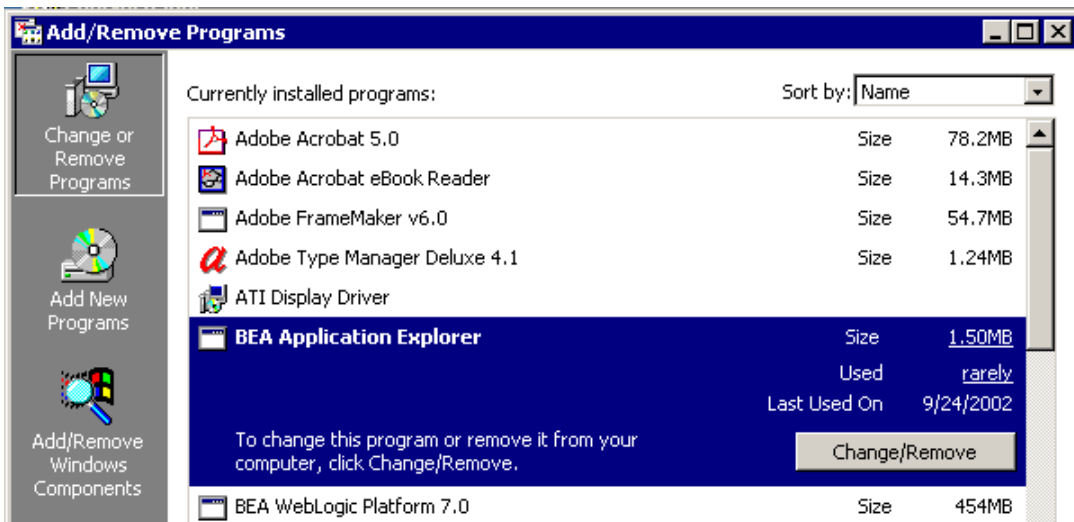 Add/Remove Programs
Change or
Remove
Programs
Add New
Programs
Add/Remove
Windows
Components
Currently installed programs:
Sort by: Name
Adobe Acrobat 5.0 Size 78.2MB
Adobe Acrobat eBook Reader Size 14.3MB
Adobe FrameMaker v6.0 Size 54.7MB
Adobe Type Manager Deluxe 4.1 Size 1.24MB
ATI Display Driver
BEA Application Explorer Size 1.50MB
Used rarely
Last Used On 9/24/2002
To change this program or remove it from your
computer, click Change/Remove.
Change/Remove
BEA WebLogic Platform 7.0 Size 454MB